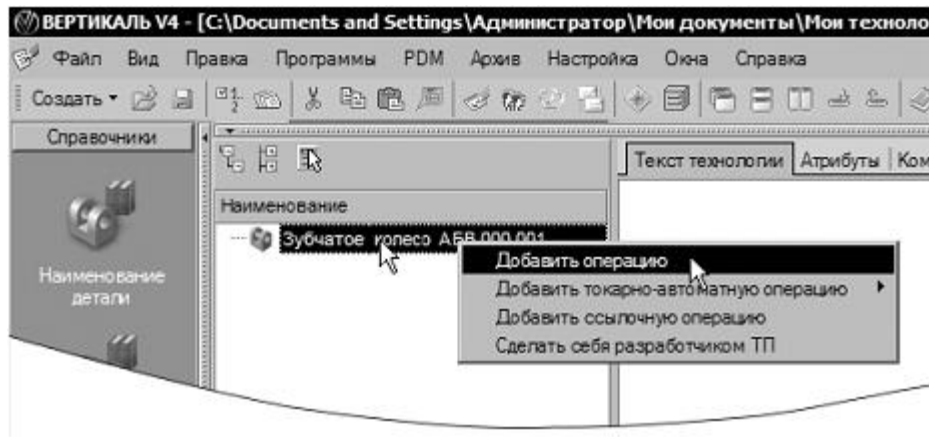 ВЕРТИКАЛЬ V4 - [C:\Documents and Settings\Администратор\Мои документы\Мои техноло
Файл Вид Правка Программы PDM Архив Настройка Окна Справка
Создать
Справочники
Текст технологии Атрибуты Ком
Наименование
Зубчатое колесо АБВ 000.001
Наименование
детали
Добавить операцию
Добавить токарно-автоматную операцию
Добавить ссылочную операцию
Сделать себя разработчиком ТП